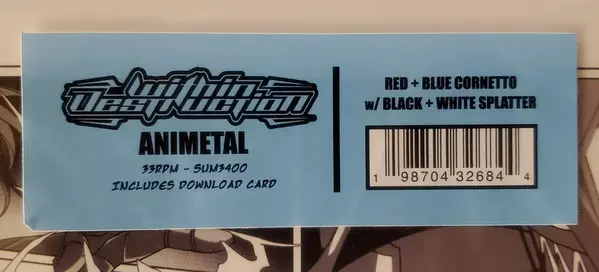 Within
Destruction
ANIMETAL
33RPM - SUM3400
INCLUDES DOWNLOAD CARD
RED + BLUE CORNETTO
w/ BLACK + WHITE SPLATTER
1 98704 32684 4